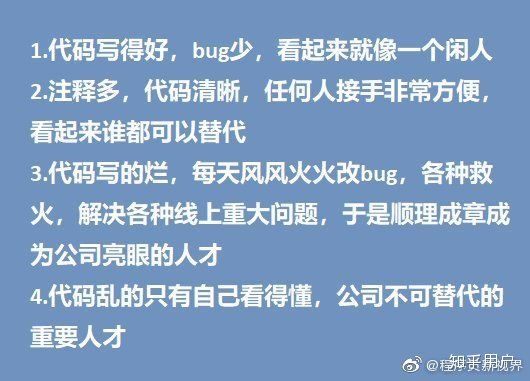 1.代码写得好，bug少，看起来就像一个闲人
2.注释多，代码清晰，任何人接手非常方便，
看起来谁都可以替代
3.代码写的烂，每天风风火火改bug，各种救
火，解决各种线上重大问题，于是顺理成章成
为公司亮眼的人才
4.代码乱的只有自己看得懂，公司不可替代的
重要人才
知乎用户
@程序员新视界